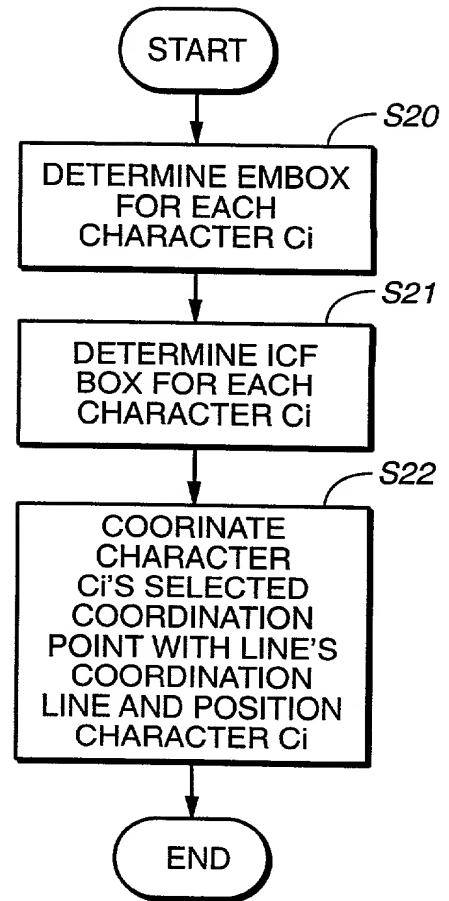 START
S20
DETERMINE EMBOX
FOR EACH
CHARACTER Ci
S21
DETERMINE ICF
BOX FOR EACH
CHARACTER Ci
S22
COORINATE
CHARACTER
Ci'S SELECTED
COORDINATION
POINT WITH LINE'S
COORDINATION
LINE AND POSITION
CHARACTER Ci
END